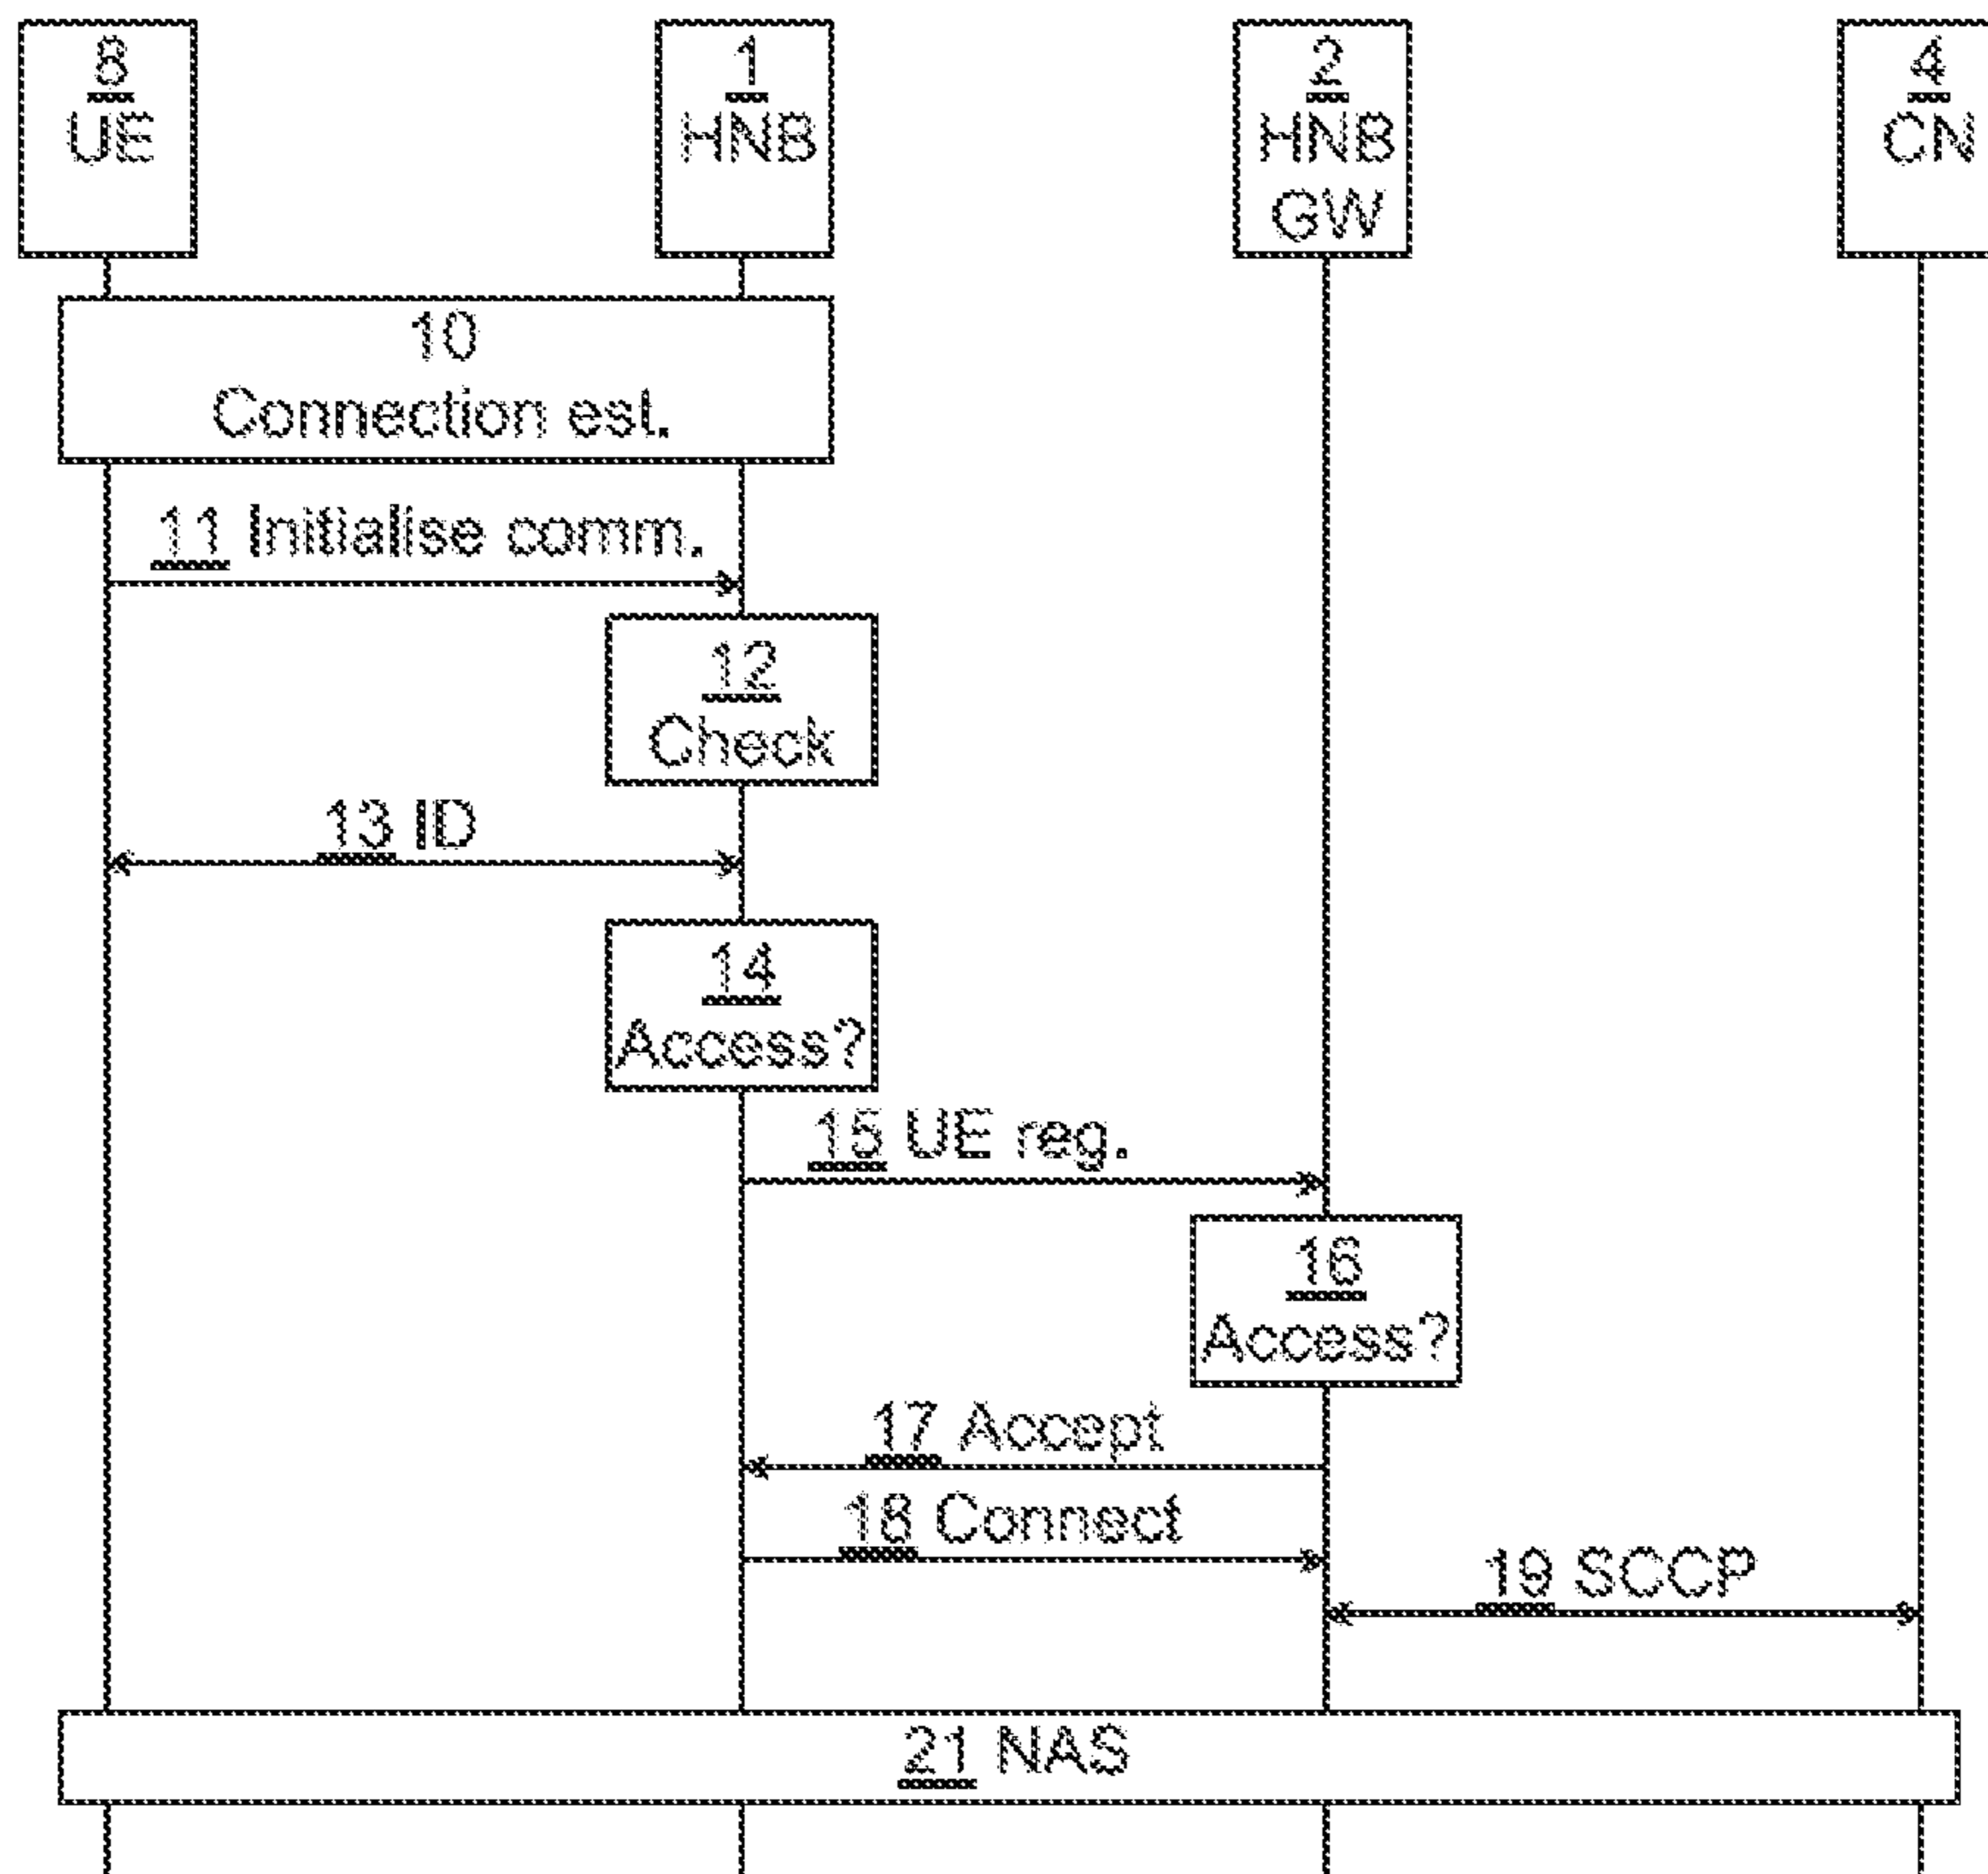 8
UE
1
HNB
2
HNB
GW
4
CN
10
Connection est.
11 Initialise comm.
12
Check
13 ID
14
Access?
15 UE reg.
16
Access?
17 Accept
18 Connect
19 SCCP
21 NAS